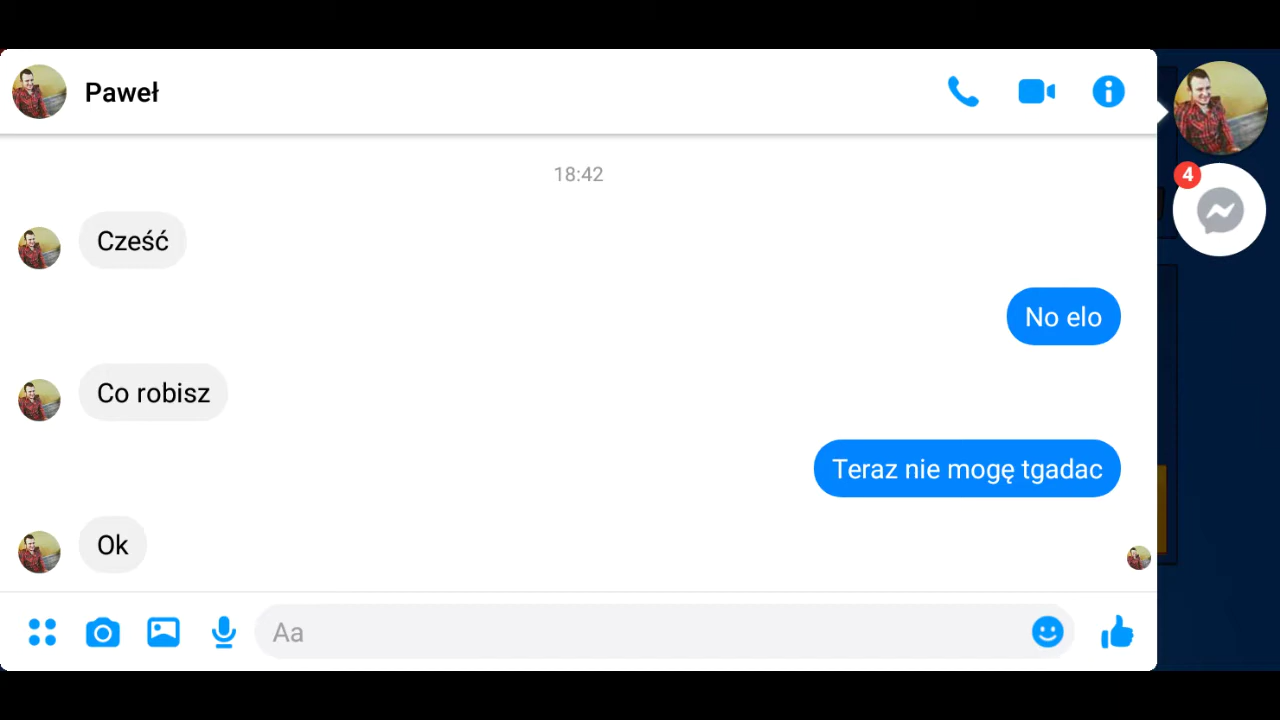 Paweł
4
18:42
Cześć
No elo
Co robisz
Teraz nie mogę tgadac
Ok
Aa